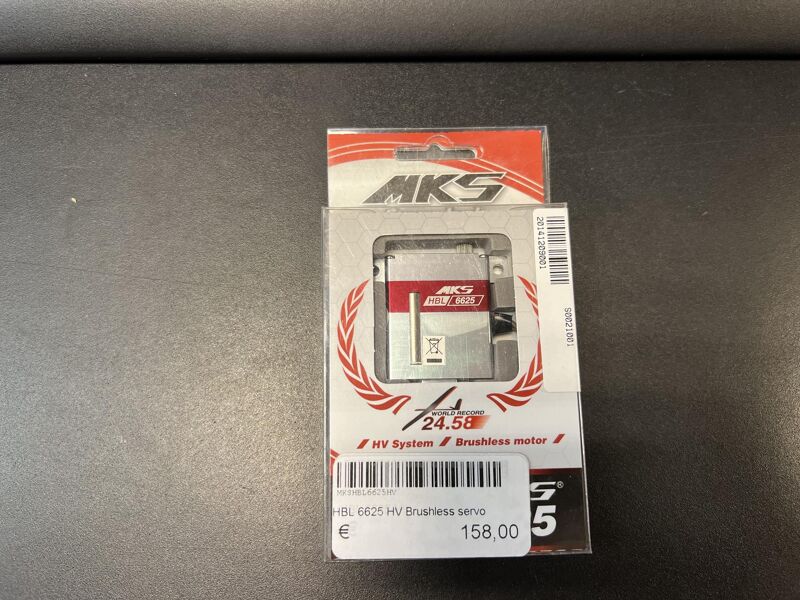 MKS
20141209001
S0021001
MKS
HBL 6625
WORLD RECORD
24.58
HV System / Brushless motor
MKSHBL6625HV
HBL 6625 HV Brushless servo
€ 158,00
S®
5